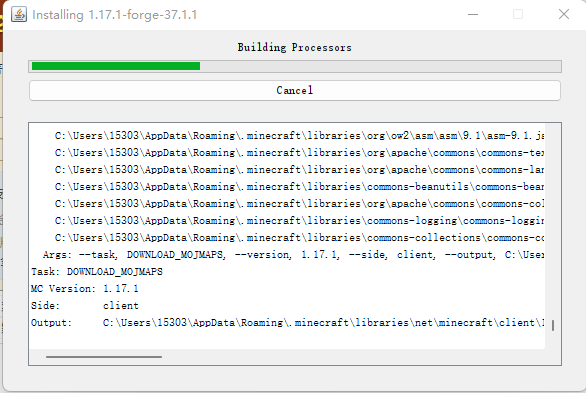 Installing 1.17.1-forge-37.1.1
Building Processors
Cancel
C:\Users\15303\AppData\Roaming\.minecraft\libraries\org\ow2\asm\asm\9.1\asm-9.1.ja
C:\Users\15303\AppData\Roaming\.minecraft\libraries\org\apache\commons\commons-tex
C:\Users\15303\AppData\Roaming\.minecraft\libraries\org\apache\commons\commons-lan
C:\Users\15303\AppData\Roaming\.minecraft\libraries\commons-beanutils\commons-bean
C:\Users\15303\AppData\Roaming\.minecraft\libraries\org\apache\commons\commons-col
C:\Users\15303\AppData\Roaming\.minecraft\libraries\commons-logging\commons-loggin
C:\Users\15303\AppData\Roaming\.minecraft\libraries\commons-collections\commons-co
Args: --task, DOWNLOAD_MOJMAPS, --version, 1.17.1, --side, client, --output, C:\User
Task: DOWNLOAD_MOJMAPS
MC Version: 1.17.1
Side: client
Output: C:\Users\15303\AppData\Roaming\.minecraft\libraries\net\minecraft\client\1